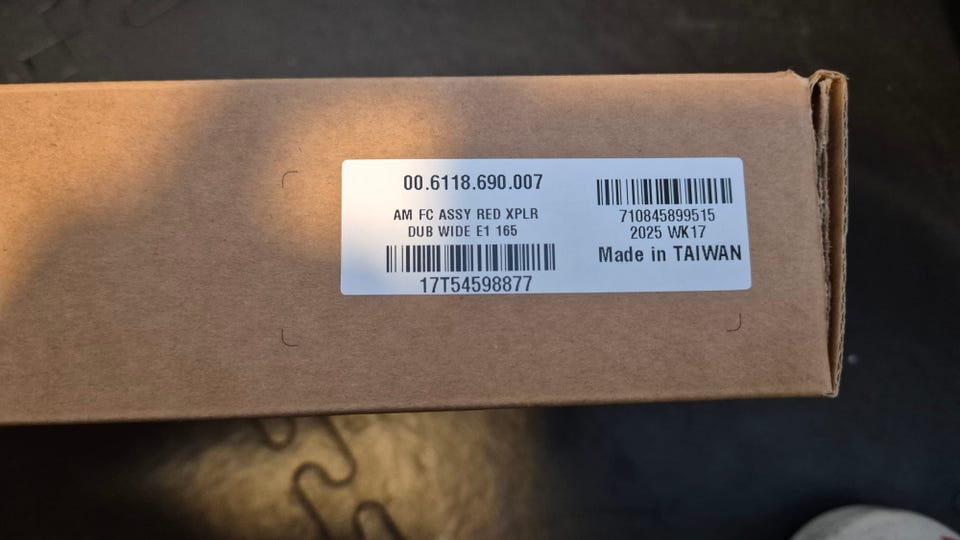 00.6118.690.007
AM FC ASSY RED XPLR
DUB WIDE E1 165
17T54598877
710845899515
2025 WK17
Made in TAIWAN